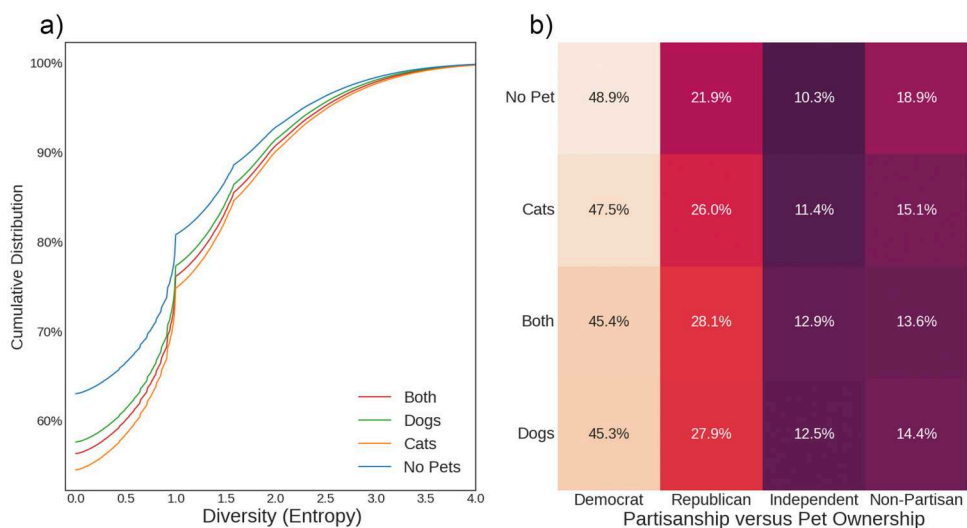 a)
Cumulative Distribution
100%
90%
80%
70%
60%
0.0 0.5 1.0 1.5 2.0 2.5 3.0 3.5 4.0
Diversity (Entropy)
Both
Dogs
Cats
No Pets
b)
No Pet 48.9% 21.9% 10.3% 18.9%
Cats 47.5% 26.0% 11.4% 15.1%
Both 45.4% 28.1% 12.9% 13.6%
Dogs 45.3% 27.9% 12.5% 14.4%
Democrat Republican Independent Non-Partisan
Partisanship versus Pet Ownership